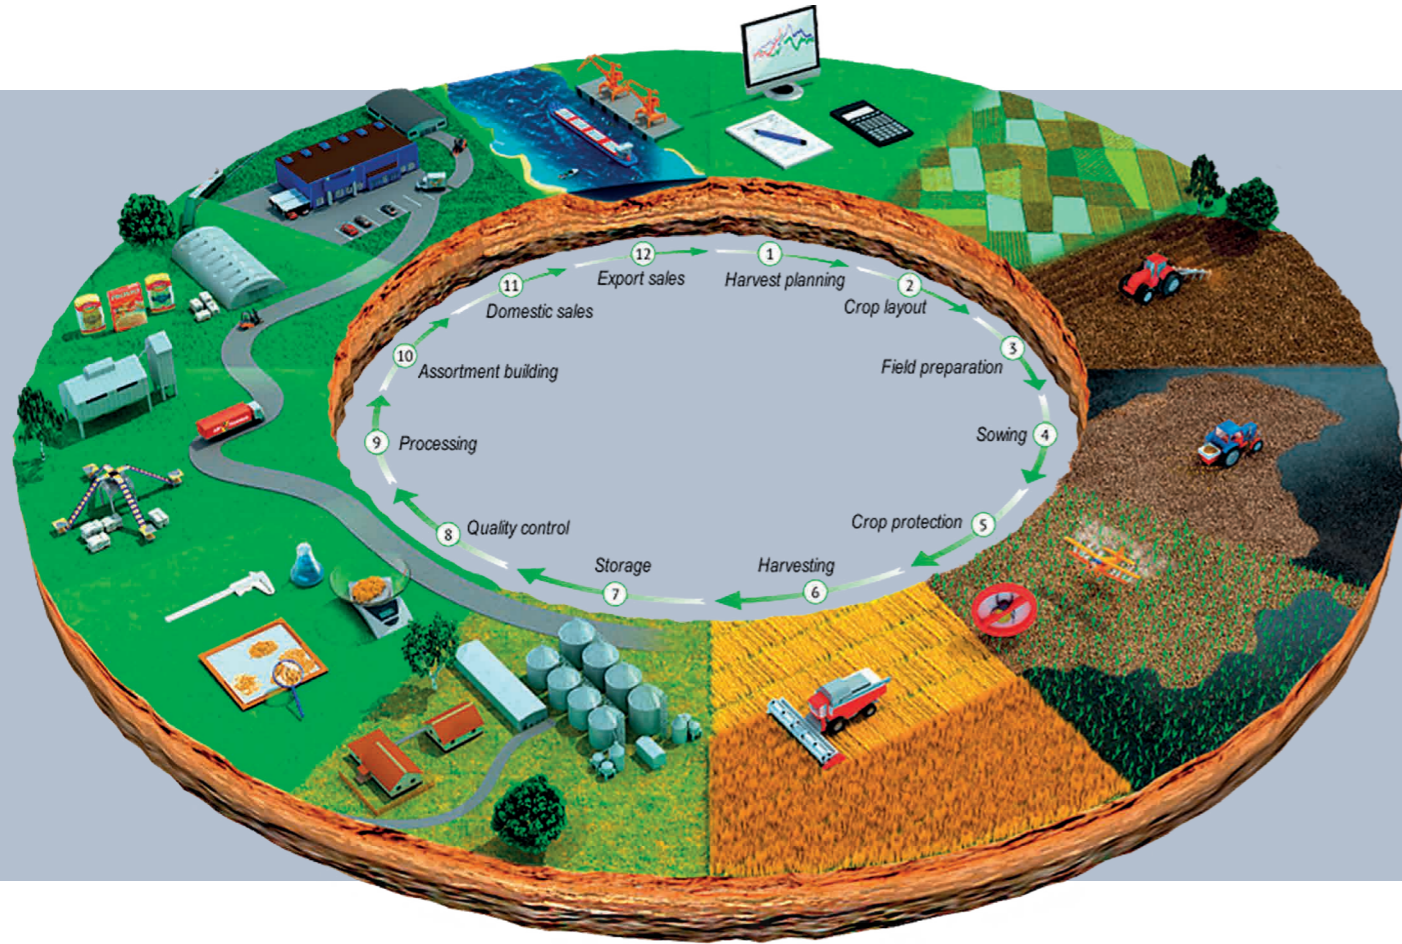 1
Harvest planning
2
Crop layout
3
Field preparation
4
Sowing
5
Crop protection
6
Harvesting
7
Storage
8
Quality control
9
Processing
10
Assortment building
11
Domestic sales
12
Export sales